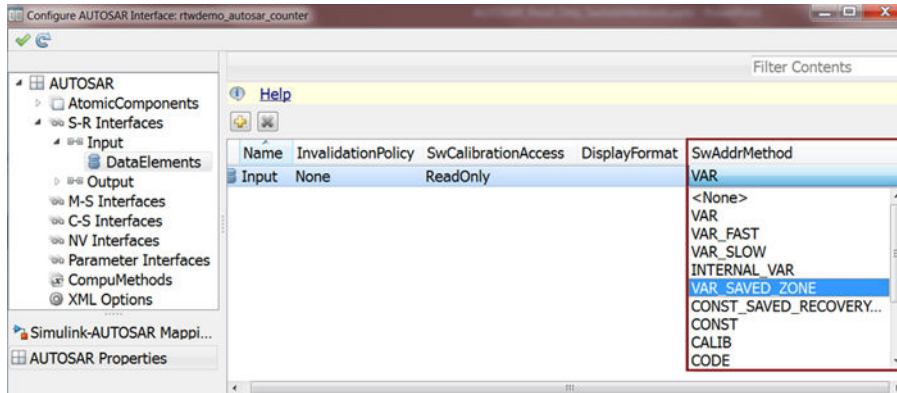 Configure AUTOSAR Interface: rtwdemo_autosar_counter
Filter Contents
AUTOSAR
AtomicComponents
S-R Interfaces
Input
DataElements
Output
M-S Interfaces
C-S Interfaces
NV Interfaces
Parameter Interfaces
CompuMethods
XML Options
Simulink-AUTOSAR Mappi...
AUTOSAR Properties
Help
Name InvalidationPolicy SwCalibrationAccess DisplayFormat SwAddrMethod
Input None ReadOnly VAR
<None>
VAR
VAR_FAST
VAR_SLOW
INTERNAL_VAR
VAR_SAVED_ZONE
CONST_SAVED_RECOVERY...
CONST
CALIB
CODE